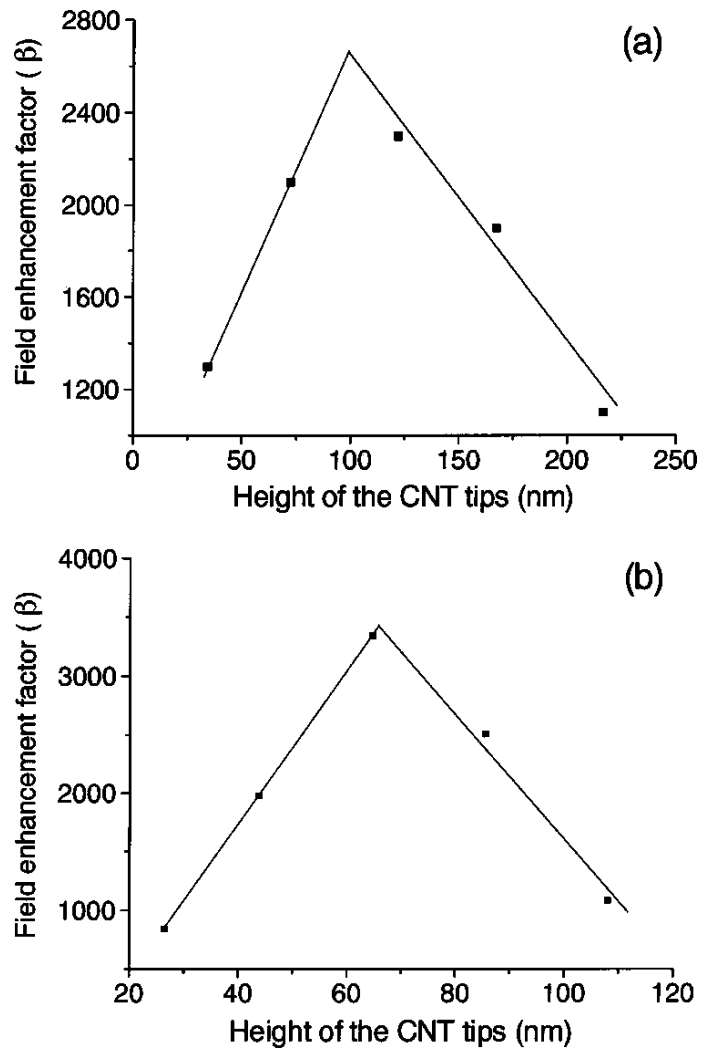 (a)
Field enhancement factor ( β)
2800
2400
2000
1600
1200
0 50 100 150 200 250
Height of the CNT tips (nm)
(b)
Field enhancement factor ( β)
4000
3000
2000
1000
20 40 60 80 100 120
Height of the CNT tips (nm)